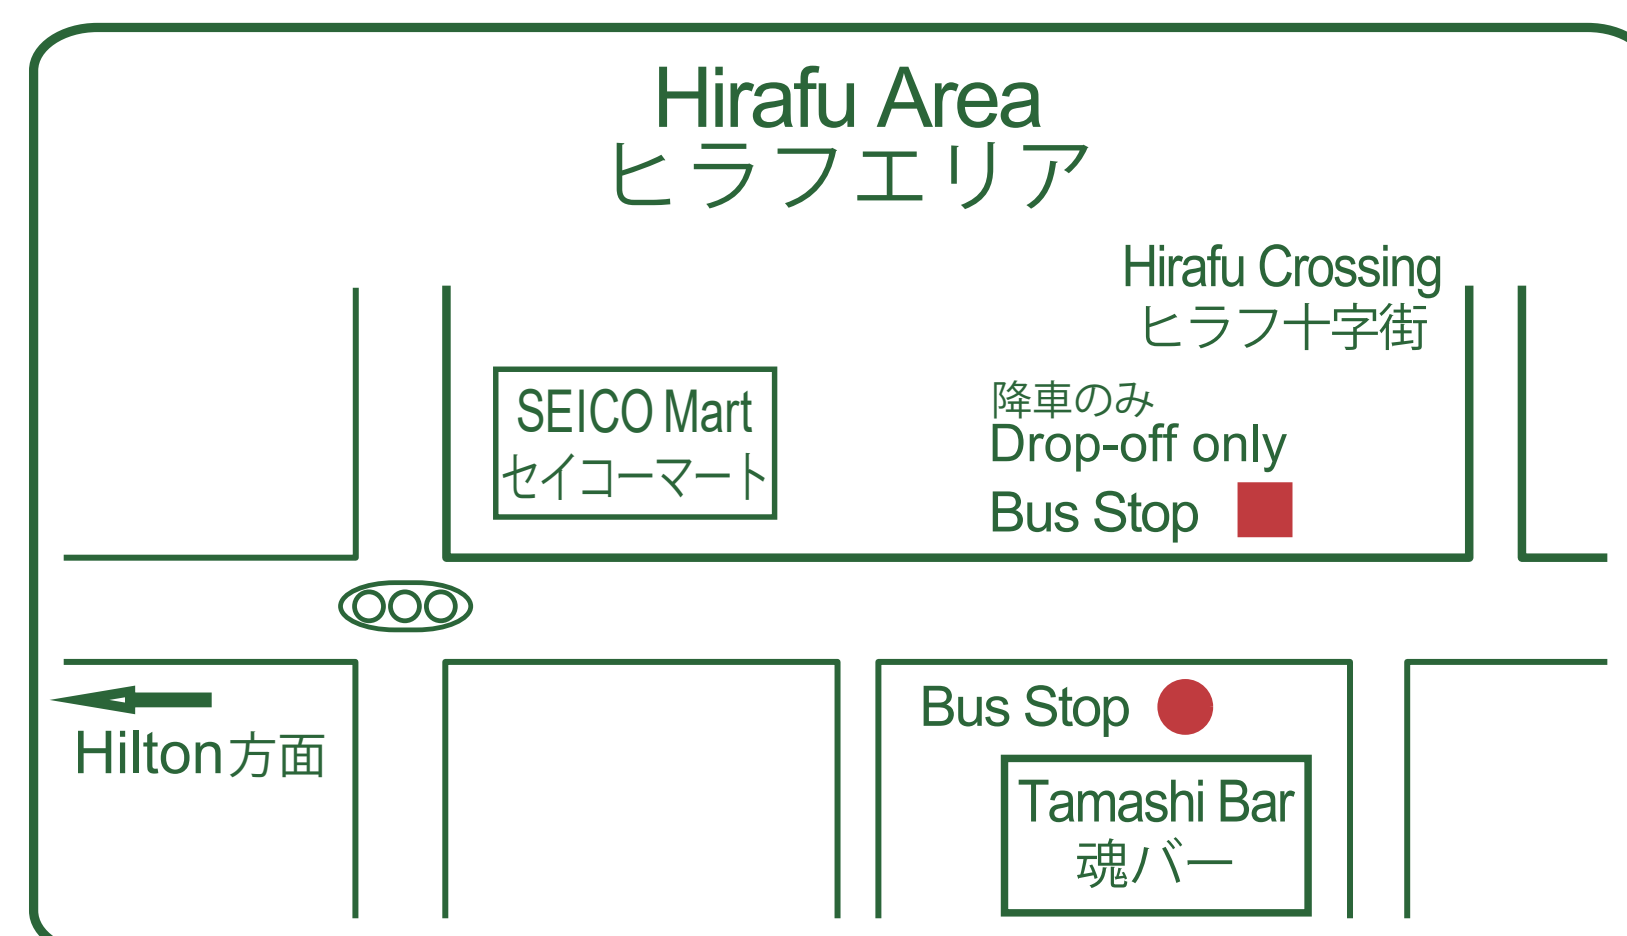 Hirafu Area
ヒラフエリア
Hirafu Crossing
ヒラフ十字街
SEICO Mart
セイコーマート
降車のみ
Drop-off only
Bus Stop
Hilton方面
Bus Stop
Tamashi Bar
魂バー